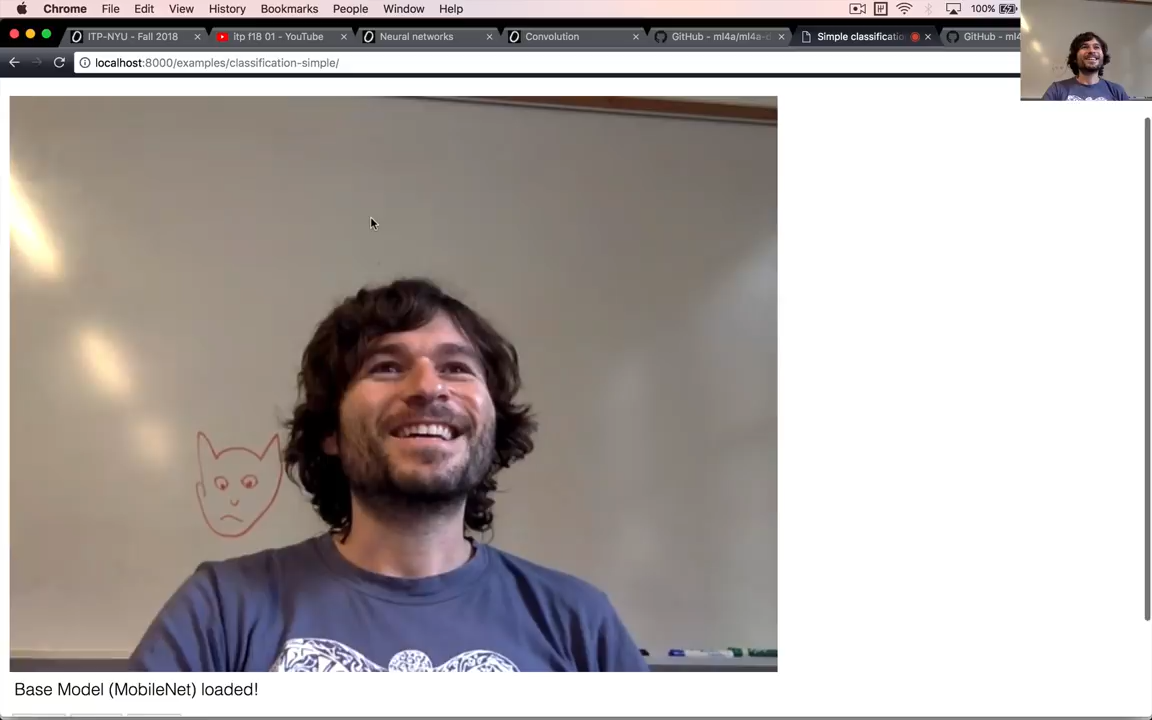 Chrome File Edit View History Bookmarks People Window Help 100%
ITP-NYU - Fall 2018 itp f18 01 - YouTube Neural networks Convolution GitHub - ml4a/ml4a- Simple classificatio GitHub - ml4
localhost:8000/examples/classification-simple/
Base Model (MobileNet) loaded!